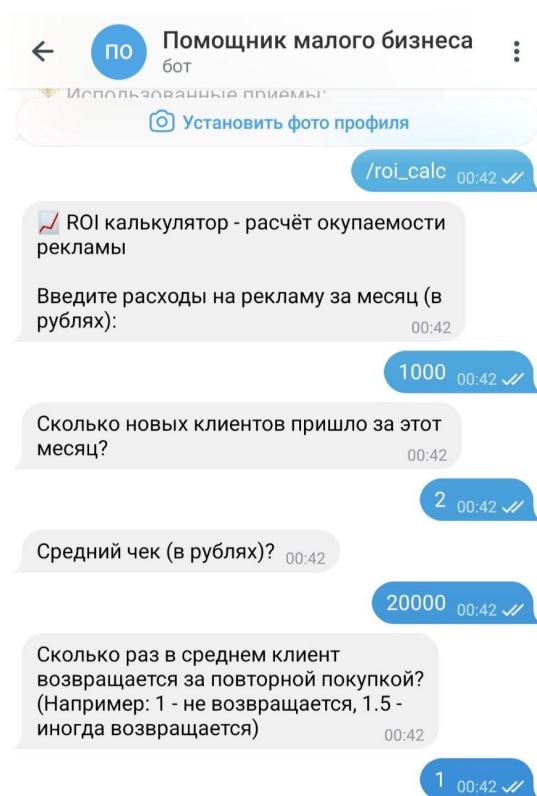 ПО
Помощник малого бизнеса
бот
Использованные приемы:
Установить фото профиля
/roi_calc 00:42
ROI калькулятор - расчёт окупаемости
рекламы
Введите расходы на рекламу за месяц (в
рублях):
00:42
1000 00:42
Сколько новых клиентов пришло за этот
месяц?
00:42
2 00:42
Средний чек (в рублях)? 00:42
20000 00:42
Сколько раз в среднем клиент
возвращается за повторной покупкой?
(Например: 1 - не возвращается, 1.5 -
иногда возвращается)
00:42
1 00:42